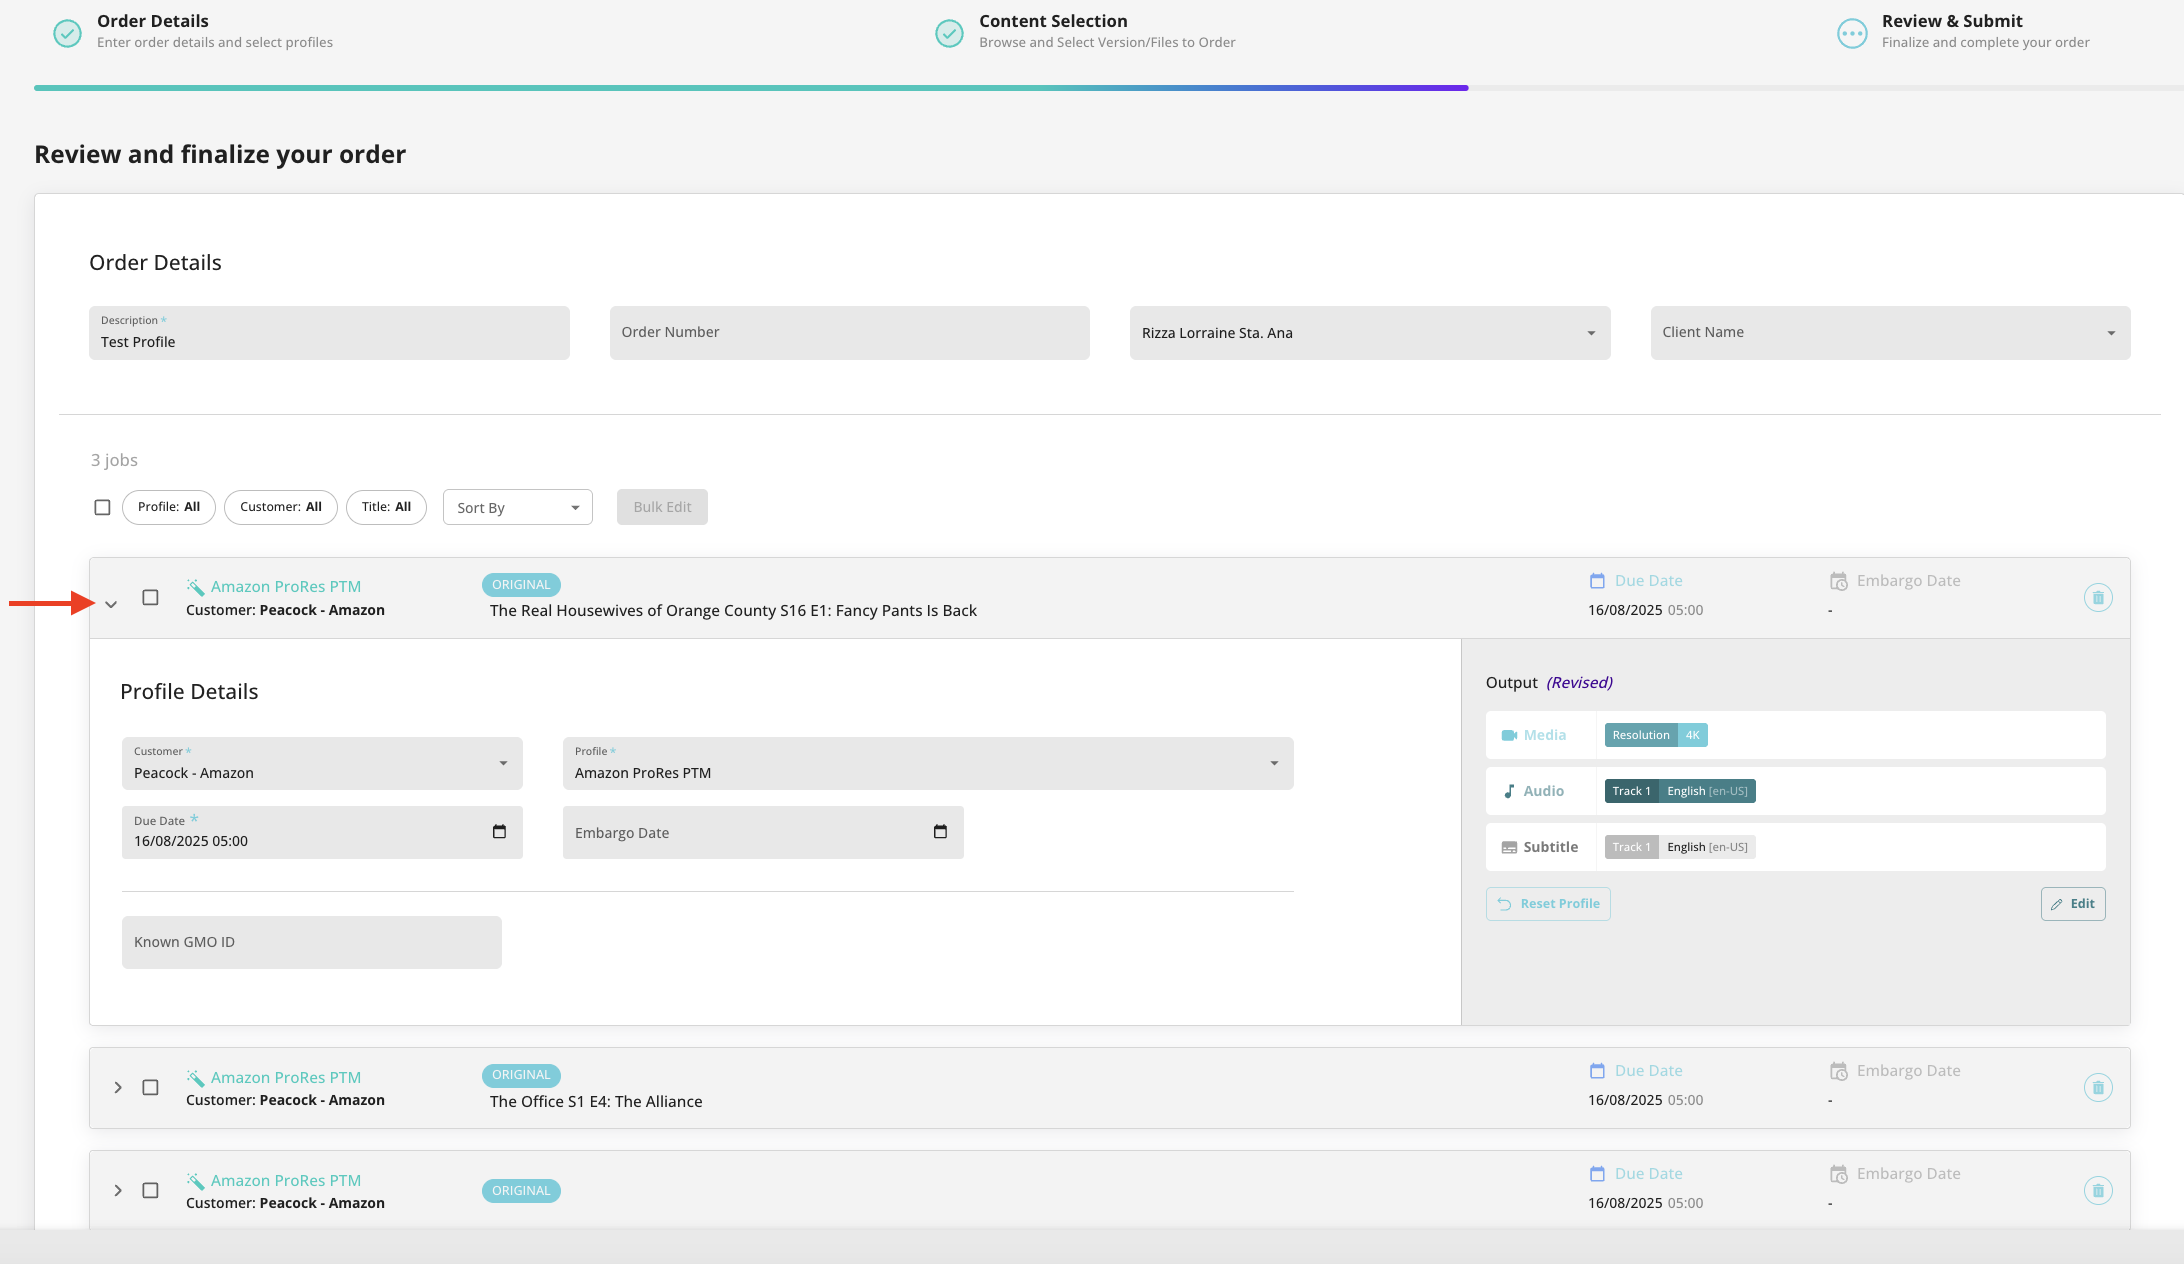 Order Details
Enter order details and select profiles
Content Selection
Browse and Select Version/Files to Order
Review & Submit
Finalize and complete your order
Review and finalize your order
Order Details
Description *
Test Profile
Order Number
Rizza Lorraine Sta. Ana
Client Name
3 jobs
Profile: All
Customer: All
Title: All
Sort By
Bulk Edit
Amazon ProRes PTM
Customer: Peacock - Amazon
ORIGINAL
The Real Housewives of Orange County S16 E1: Fancy Pants Is Back
Due Date
16/08/2025 05:00
Embargo Date
-
Profile Details
Customer *
Peacock - Amazon
Profile *
Amazon ProRes PTM
Due Date *
16/08/2025 05:00
Embargo Date
Known GMO ID
Output (Revised)
Media
Resolution 4K
Audio
Track 1 English [en-US]
Subtitle
Track 1 English [en-US]
Reset Profile
Edit
Amazon ProRes PTM
Customer: Peacock - Amazon
ORIGINAL
The Office S1 E4: The Alliance
Due Date
16/08/2025 05:00
Embargo Date
-
Amazon ProRes PTM
Customer: Peacock - Amazon
ORIGINAL
Due Date
16/08/2025 05:00
Embargo Date
-